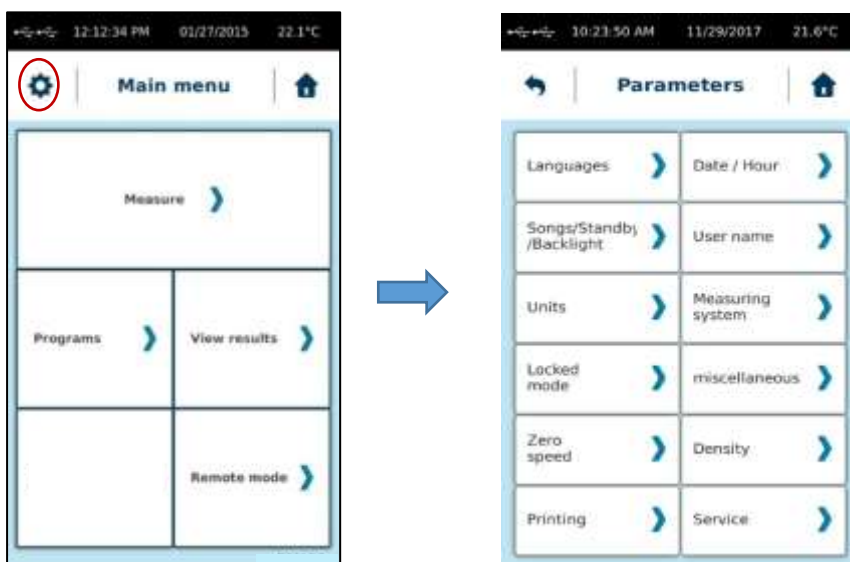 12:12:34 PM 01/27/2015 22.1°C
Main menu
Measure
Programs
View results
Remote mode
10:23:50 AM 11/29/2017 21.6°C
Parameters
Languages
Date / Hour
Songs/Standby
/Backlight
User name
Units
Measuring
system
Locked
mode
miscellaneous
Zero
speed
Density
Printing
Service